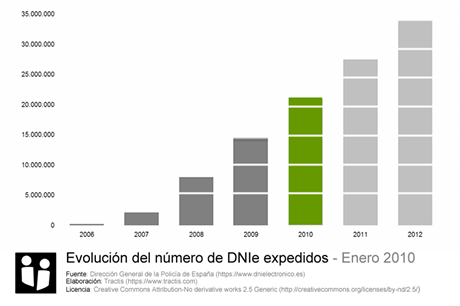 35.000.000
30.000.000
25.000.000
20.000.000
15.000.000
10.000.000
5.000.000
0
2006 2007 2008 2009 2010 2011 2012
Evolución del número de DNIe expedidos - Enero 2010
Fuente: Dirección General de la Policía de España (https://www.dnielectronico.es)
Elaboración: Tractis (https://www.tractis.com)
Licencia: Creative Commons Attribution-No derivative works 2.5 Generic (http://creativecommons.org/licenses/by-nd/2.5/)